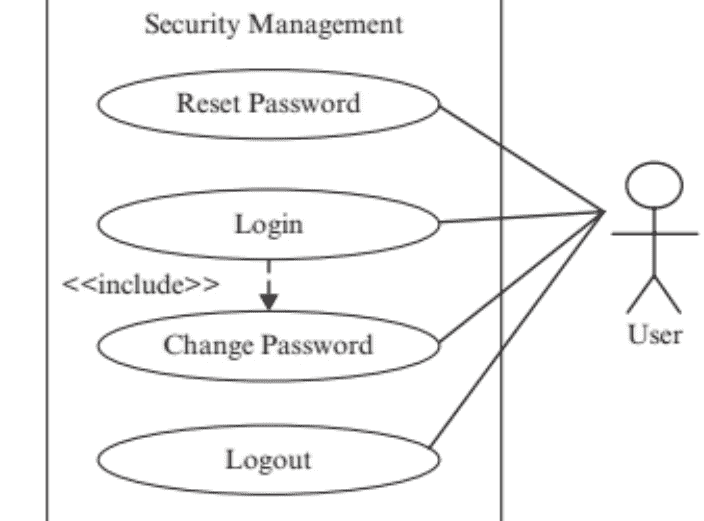 Security Management
Reset Password
Login
<<include>>
Change Password
User
Logout